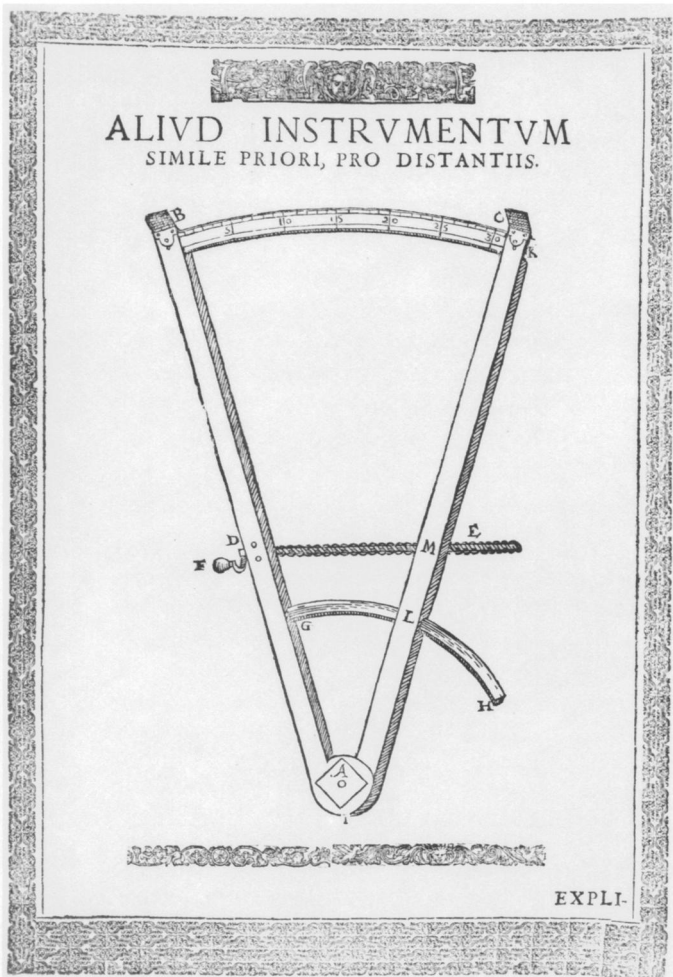 ALIVD INSTRVMENTVM
SIMILE PRIORI, PRO DISTANTIIS.
B C
5 10 15 20 25 30
K
D E
F M
G L
H
A
I
EXPLI-